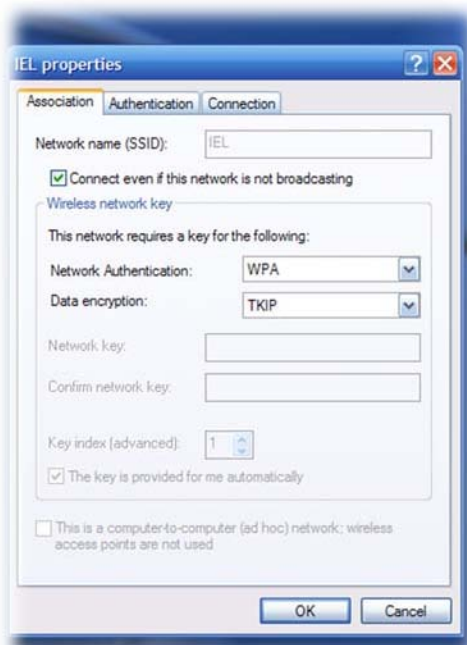 IEL properties
Association Authentication Connection
Network name (SSID): IEL
Connect even if this network is not broadcasting
Wireless network key
This network requires a key for the following:
Network Authentication: WPA
Data encryption: TKIP
Network key:
Confirm network key:
Key index (advanced): 1
The key is provided for me automatically
This is a computer-to-computer (ad hoc) network; wireless
access points are not used
OK Cancel